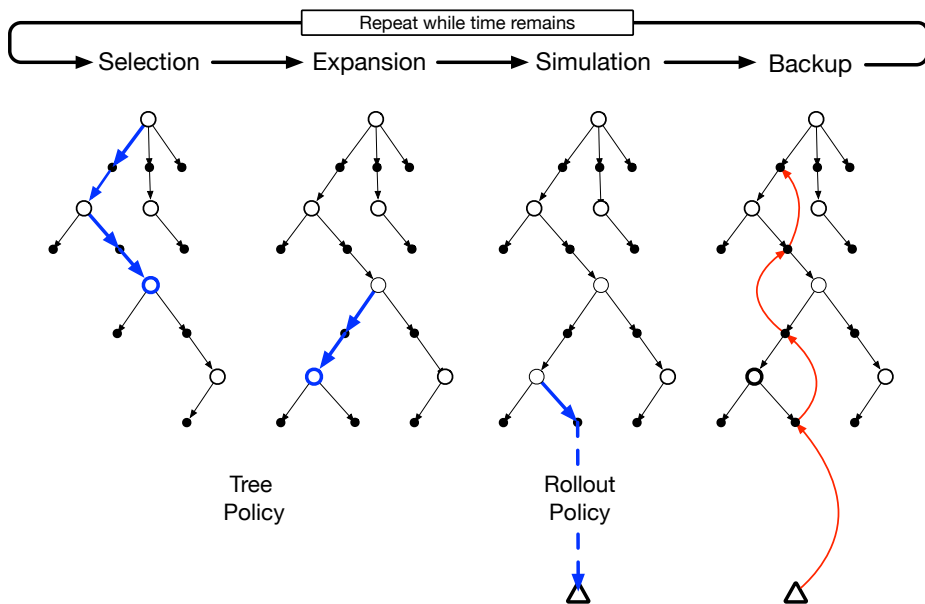 Repeat while time remains
Selection
Expansion
Simulation
Backup
Tree
Policy
Rollout
Policy